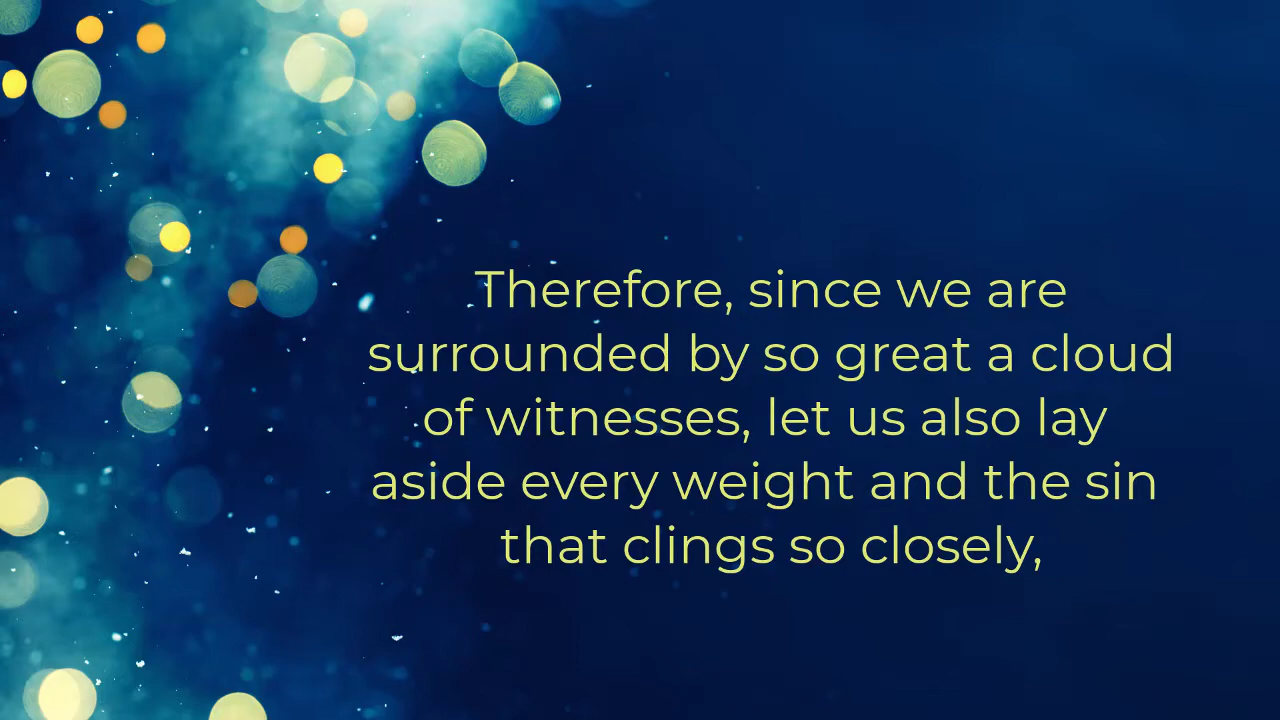 Therefore, since we are
surrounded by so great a cloud
of witnesses, let us also lay
aside every weight and the sin
that clings so closely,